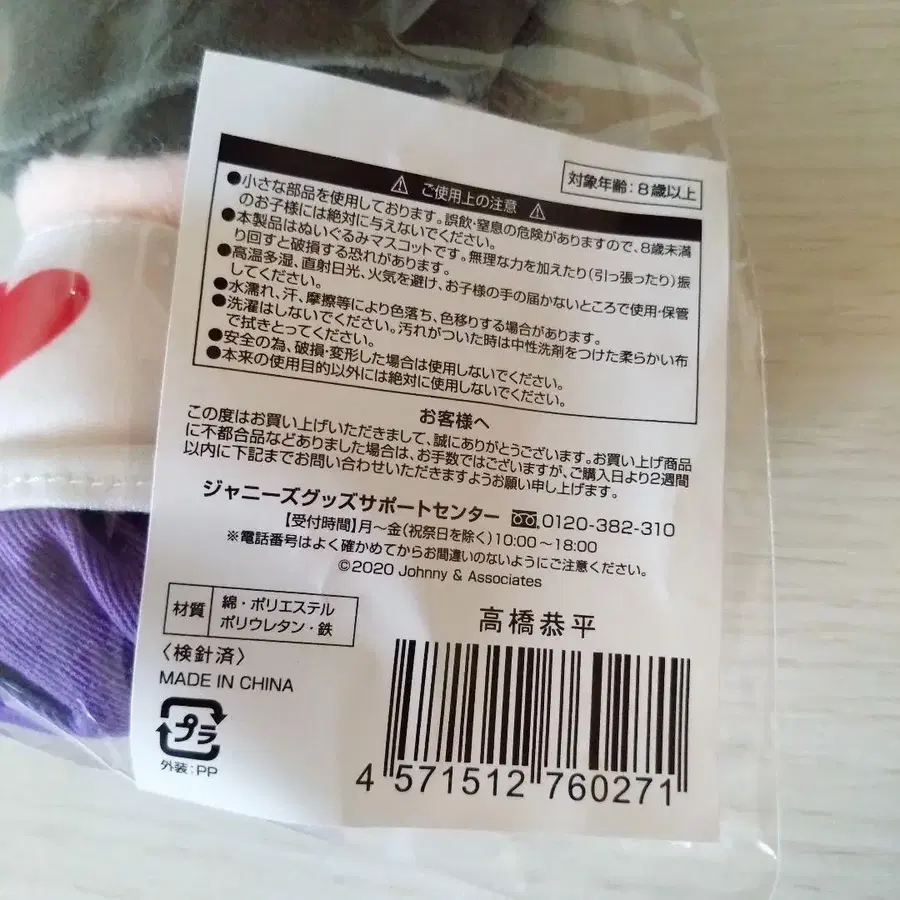 対象年齢：8歳以上
⚠ ご使用上の注意 ⚠
●小さな部品を使用しております。誤飲・窒息の危険がありますので、8歳未満
のお子様には絶対に与えないでください。
●本製品はぬいぐるみマスコットです。無理な力を加えたり(引っ張ったり)振
り回すと破損する恐れがあります。
●高温多湿、直射日光、火気を避け、お子様の手の届かないところで使用・保管
してください。
●水濡れ、汗、摩擦等により色落ち、色移りする場合があります。
●洗濯はしないでください。汚れがついた時は中性洗剤をつけた柔らかい布
で拭きとってください。
●安全の為、破損・変形した場合は使用しないでください。
●本来の使用目的以外には絶対に使用しないでください。
お客様へ
この度はお買い上げいただきまして、誠にありがとうございます。お買い上げ商品
に不都合品などありました場合は、お手数ではございますが、ご購入日より2週間
以内に下記までお問い合わせいただきますようお願い申し上げます。
ジャニーズグッズサポートセンター 0120-382-310
【受付時間】月～金(祝祭日を除く)10:00～18:00
※電話番号はよく確かめてからお間違いのないようにご注意ください。
©2020 Johnny & Associates
材質 綿・ポリエステル
ポリウレタン・鉄
〈検針済〉
MADE IN CHINA
プラ
外装：PP
高橋恭平
4 571512 760271